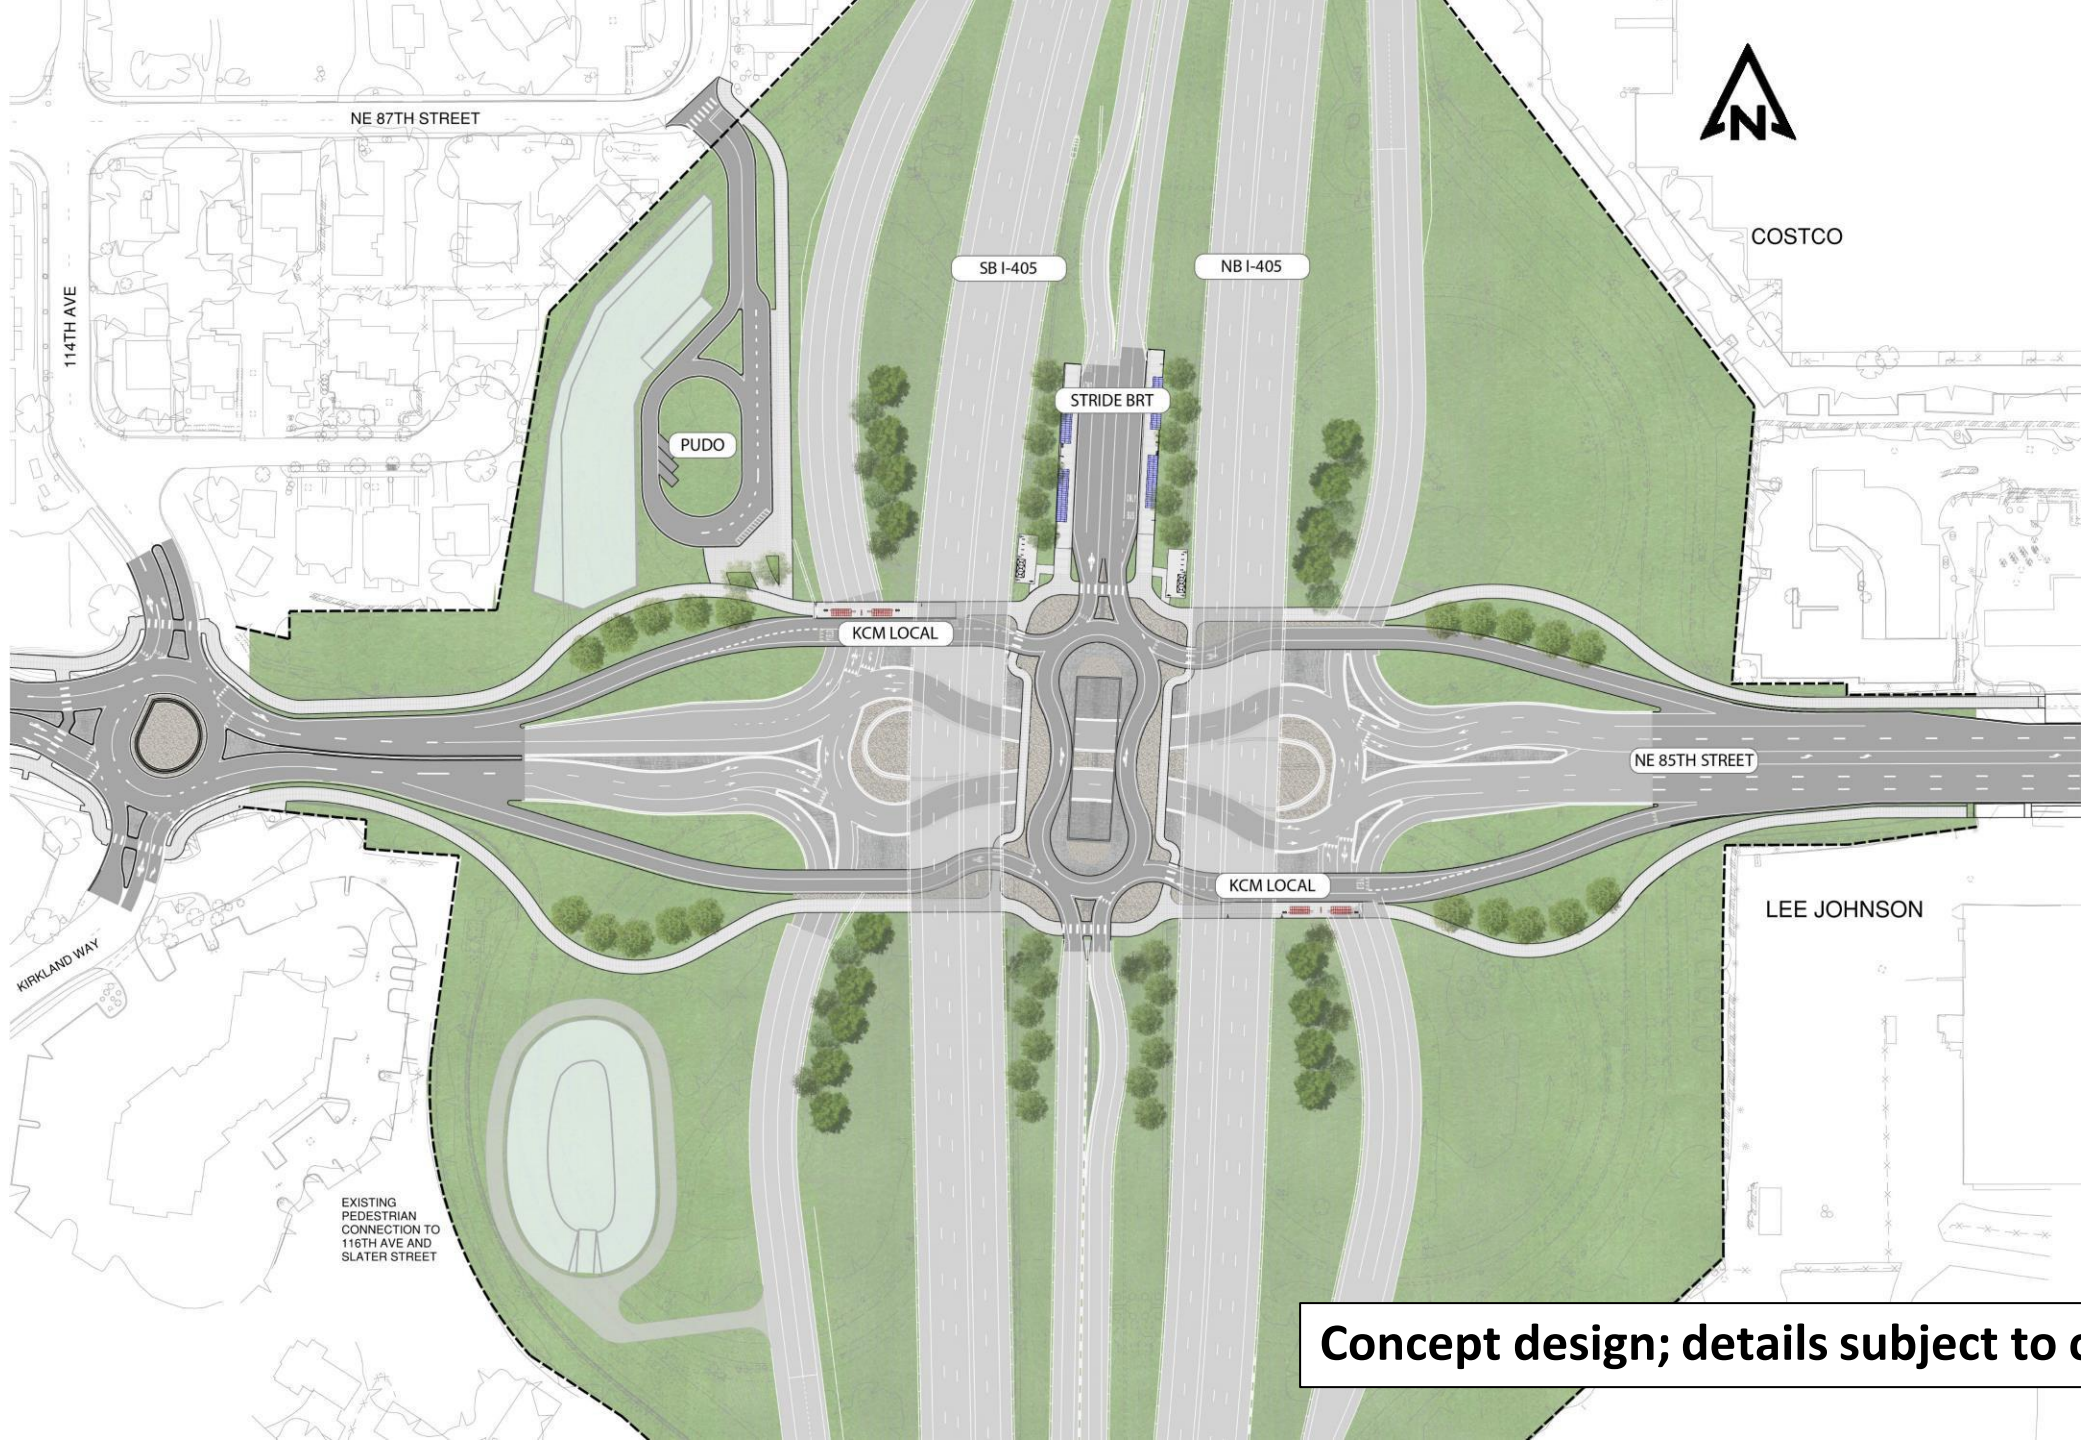 NE 87TH STREET
N
COSTCO
SB I-405
NB I-405
114TH AVE
STRIDE BRT
PUDO
KCM LOCAL
NE 85TH STREET
KCM LOCAL
LEE JOHNSON
KIRKLAND WAY
EXISTING
PEDESTRIAN
CONNECTION TO
116TH AVE AND
SLATER STREET
Concept design; details subject to